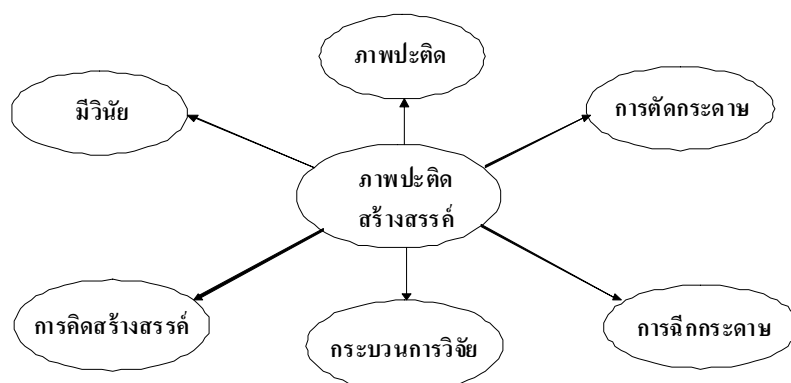 ภาพปะติด
มีวินัย
การตัดกระดาษ
ภาพปะติด
สร้างสรรค์
การคิดสร้างสรรค์
กระบวนการวิจัย
การฉีกกระดาษ